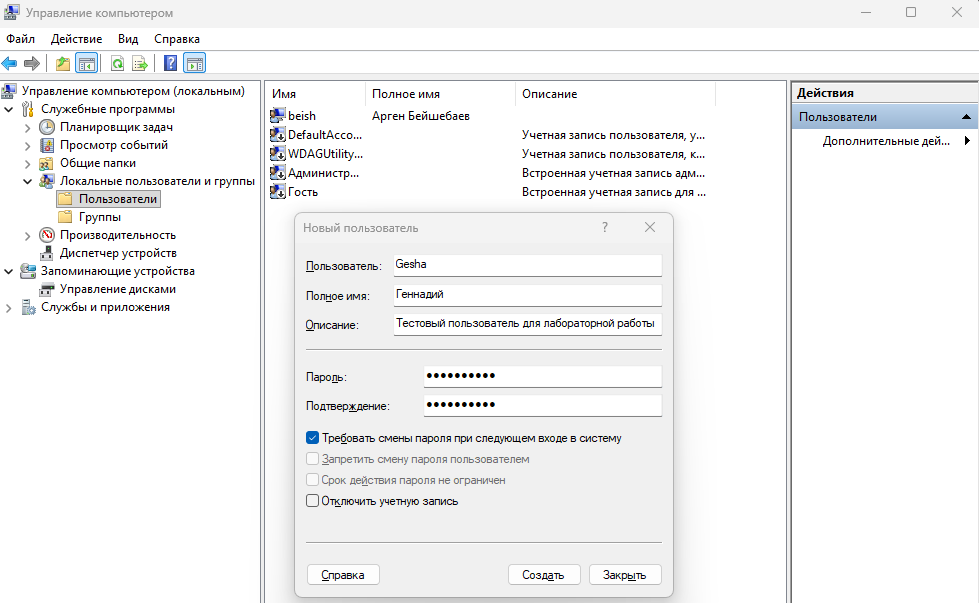 Управление компьютером
Файл Действие Вид Справка
Управление компьютером (локальным)
Служебные программы
Планировщик задач
Просмотр событий
Общие папки
Локальные пользователи и группы
Пользователи
Группы
Производительность
Диспетчер устройств
Запоминающие устройства
Управление дисками
Службы и приложения
Имя Полное имя Описание
beish Арген Бейшебаев
DefaultAcco... Учетная запись пользователя, у...
WDAGUtility... Учетная запись пользователя, к...
Администр... Встроенная учетная запись адм...
Гость Встроенная учетная запись для ...
Новый пользователь ?
Пользователь: Gesha
Полное имя: Геннадий
Описание: Тестовый пользователь для лабораторной работы
Пароль: ●●●●●●●●●●
Подтверждение: ●●●●●●●●●●
Требовать смены пароля при следующем входе в систему
Запретить смену пароля пользователем
Срок действия пароля не ограничен
Отключить учетную запись
Справка Создать Закрыть
Действия
Пользователи
Дополнительные дей...